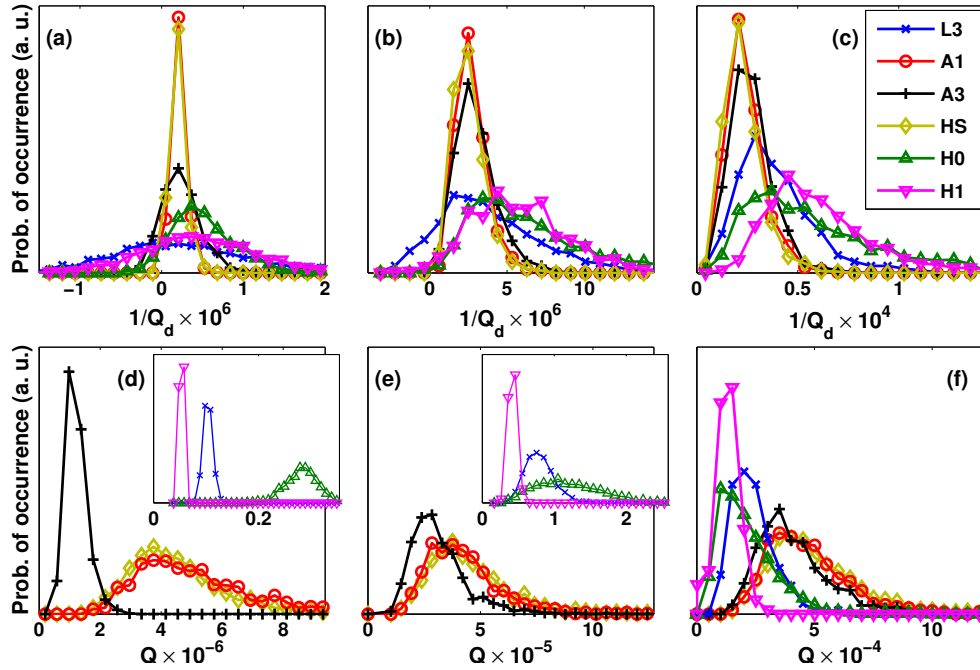 (a)
(b)
(c)
L3
A1
A3
HS
H0
H1
Prob. of occurrence (a. u.)
−1 0 1 2
0 5 10
0 0.5 1
1/Q_d × 10^6
1/Q_d × 10^6
1/Q_d × 10^4
(d)
(e)
(f)
0 0.2
0 1 2
Prob. of occurrence (a. u.)
0 2 4 6 8
0 5 10
0 5 10
Q × 10^−6
Q × 10^−5
Q × 10^−4